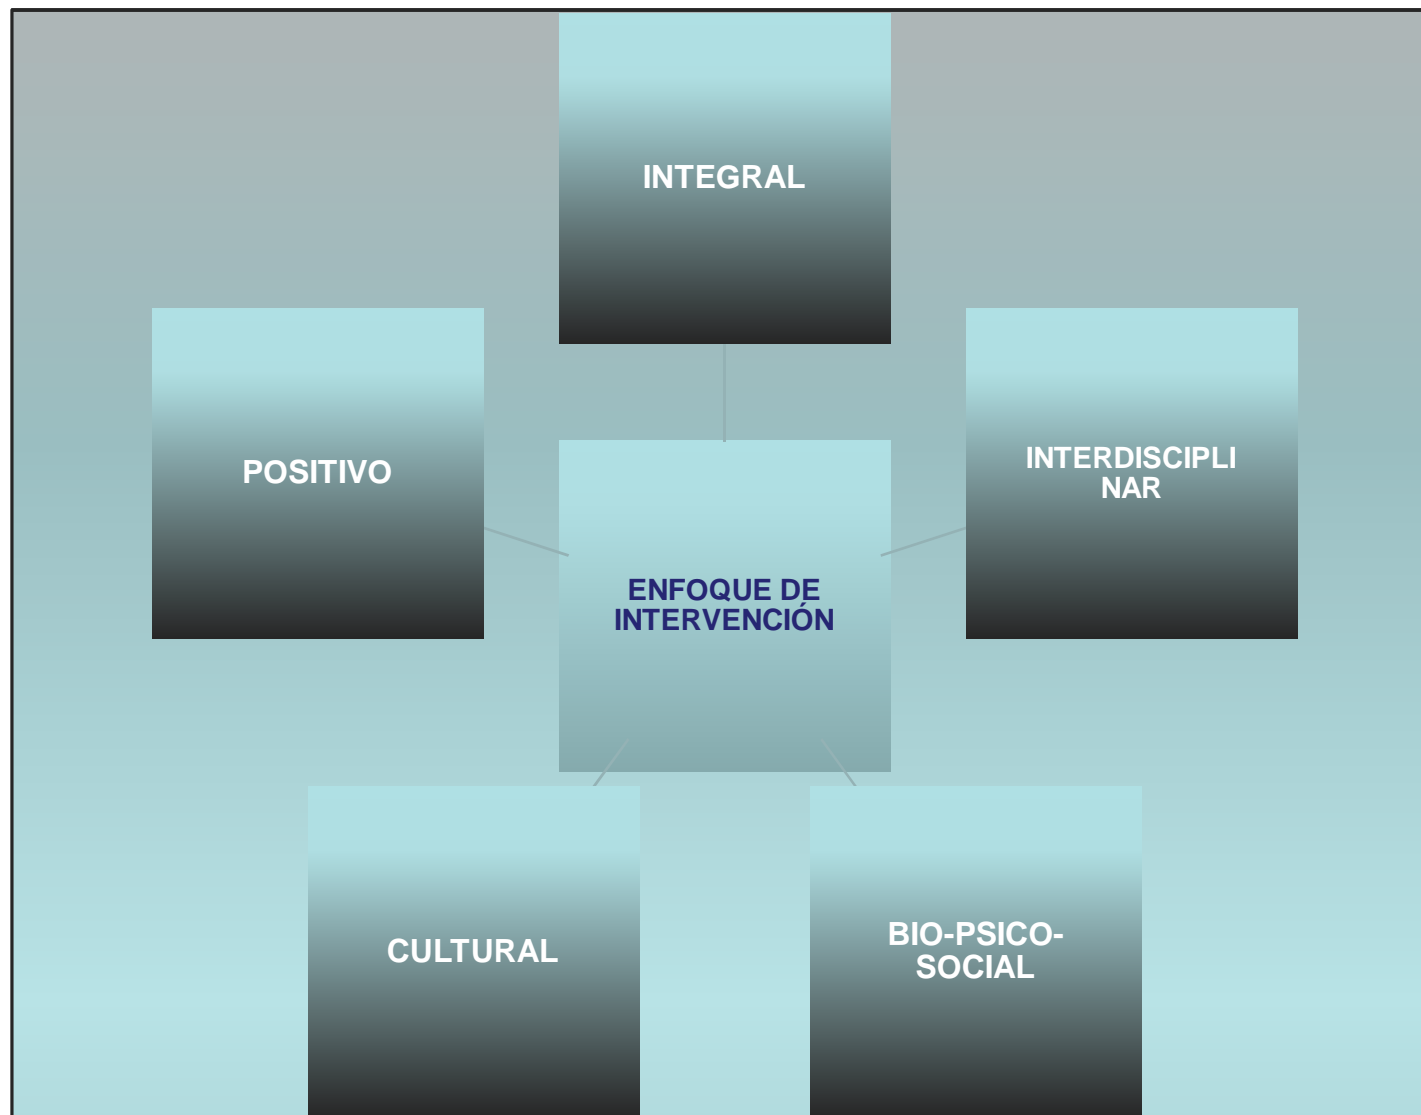 INTEGRAL
POSITIVO
INTERDISCIPLI
NAR
ENFOQUE DE
INTERVENCIÓN
CULTURAL
BIO-PSICO-
SOCIAL